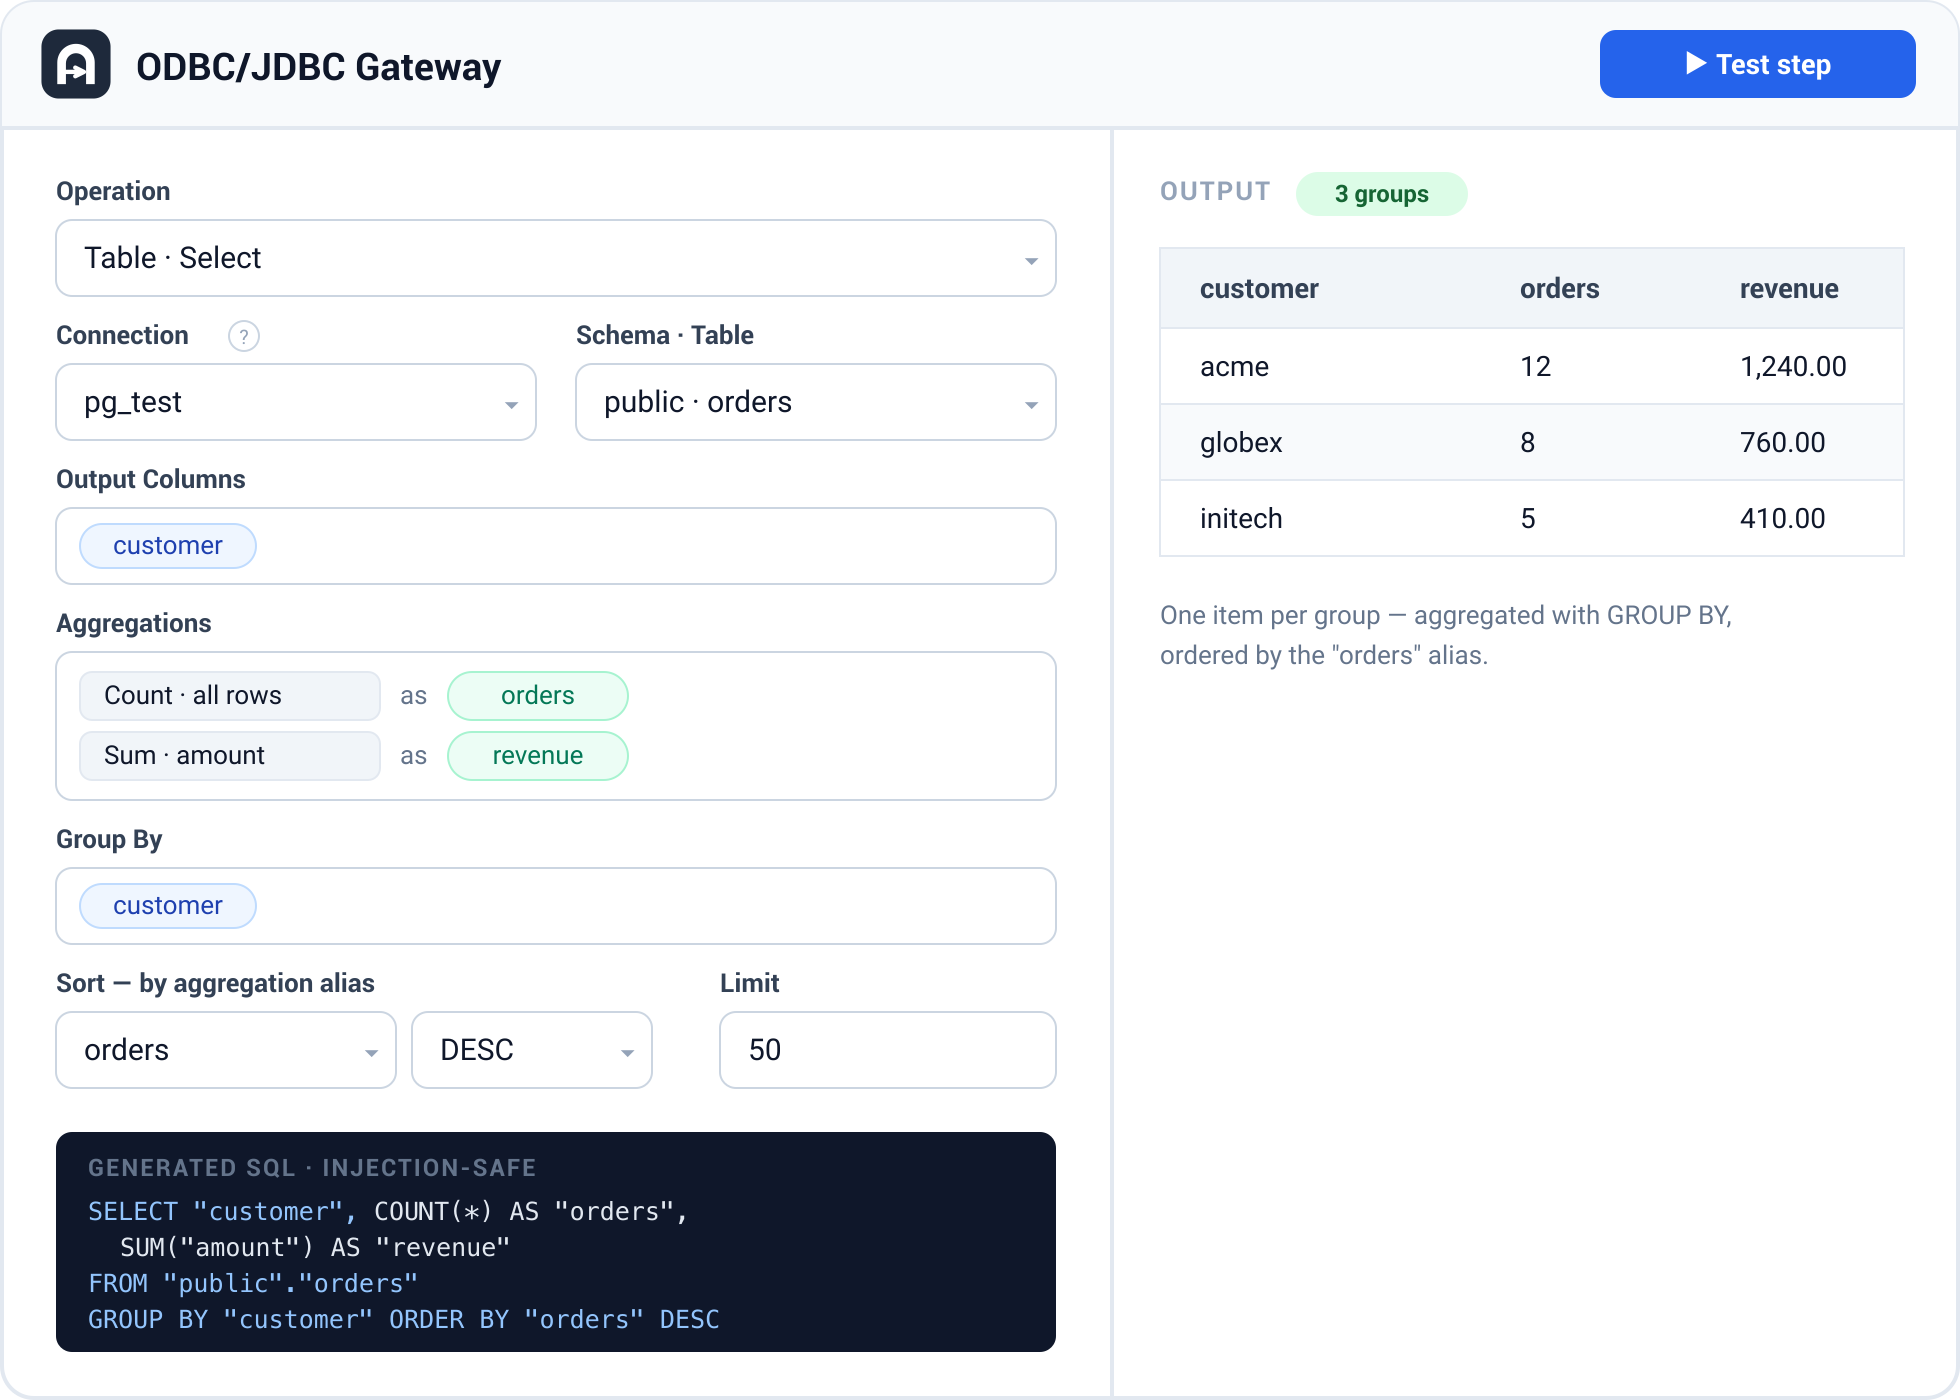 ODBC/JDBC Gateway
▶ Test step
Operation
Table · Select
Connection ?
pg_test
Schema · Table
public · orders
Output Columns
customer
Aggregations
Count · all rows as orders
Sum · amount as revenue
Group By
customer
Sort — by aggregation alias
orders
DESC
Limit
50
GENERATED SQL · INJECTION-SAFE
SELECT "customer", COUNT(*) AS "orders",
SUM("amount") AS "revenue"
FROM "public"."orders"
GROUP BY "customer" ORDER BY "orders" DESC
OUTPUT
3 groups
customer orders revenue
acme 12 1,240.00
globex 8 760.00
initech 5 410.00
One item per group — aggregated with GROUP BY,
ordered by the "orders" alias.